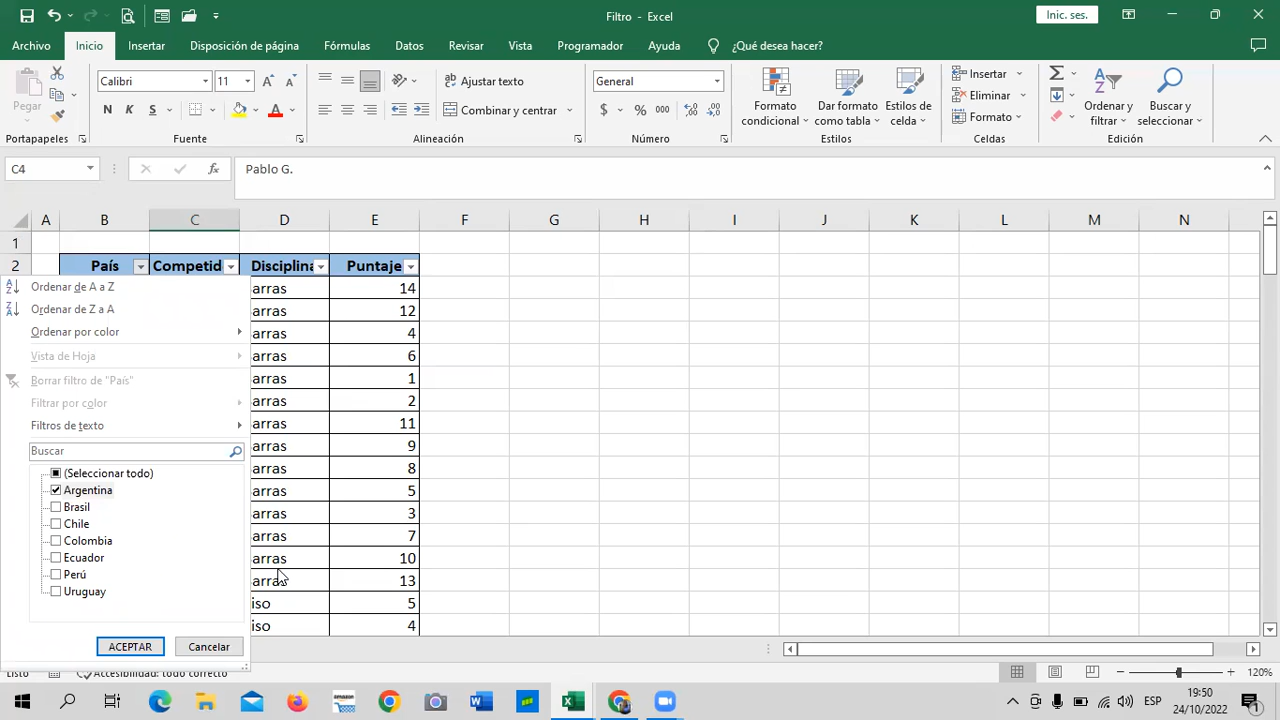 Filtro - Excel
Inic. ses.
Archivo Inicio Insertar Disposición de página Fórmulas Datos Revisar Vista Programador Ayuda ¿Qué desea hacer?
Pegar
Calibri 11
N K S
Ajustar texto
Combinar y centrar
General
$ % 000
Formato condicional
Dar formato como tabla
Estilos de celda
Insertar
Eliminar
Formato
Ordenar y filtrar
Buscar y seleccionar
Portapapeles Fuente Alineación Número Estilos Celdas Edición
C4 fx Pablo G.
A B C D E F G H I J K L M N
1
2 País Competid Disciplina Puntaje
arras 14
arras 12
arras 4
arras 6
arras 1
arras 2
arras 11
arras 9
arras 8
arras 5
arras 3
arras 7
arras 10
arras 13
iso 5
iso 4
Ordenar de A a Z
Ordenar de Z a A
Ordenar por color
Vista de Hoja
Borrar filtro de "País"
Filtrar por color
Filtros de texto
Buscar
(Seleccionar todo)
Argentina
Brasil
Chile
Colombia
Ecuador
Perú
Uruguay
ACEPTAR Cancelar
Listo Accesibilidad: todo correcto 120%
ESP
19:50
24/10/2022